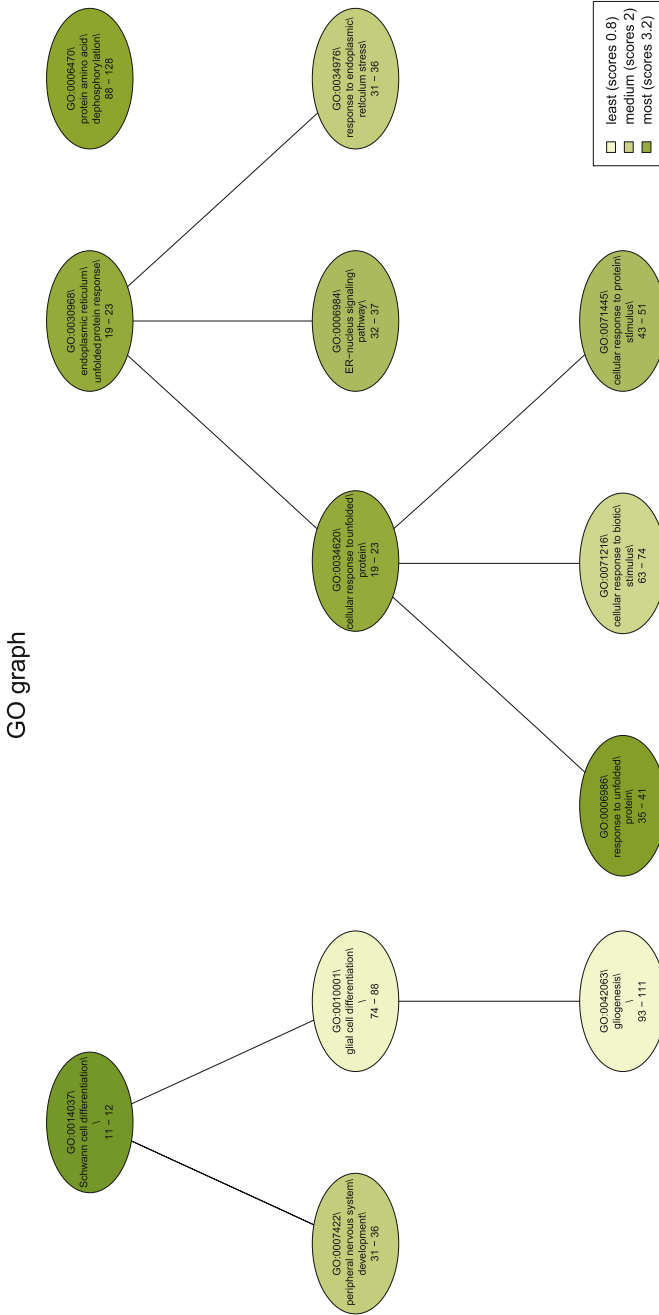 GO graph
GO:0014037\
Schwann cell differentiation\
\
11 − 12
GO:0030968\
endoplasmic reticulum\
unfolded protein response\
19 − 23
GO:0006470\
protein amino acid\
dephosphorylation\
88 − 128
GO:0007422\
peripheral nervous system\
development\
31 − 36
GO:0010001\
glial cell differentiation\
\
74 − 88
GO:0034620\
cellular response to unfolded\
protein\
19 − 23
GO:0006984\
ER−nucleus signaling\
pathway\
32 − 37
GO:0034976\
response to endoplasmic\
reticulum stress\
31 − 36
GO:0042063\
gliogenesis\
\
93 − 111
GO:0006986\
response to unfolded\
protein\
35 − 41
GO:0071216\
cellular response to biotic\
stimulus\
63 − 74
GO:0071445\
cellular response to protein\
stimulus\
43 − 51
least (scores 0.8)
medium (scores 2)
most (scores 3.2)